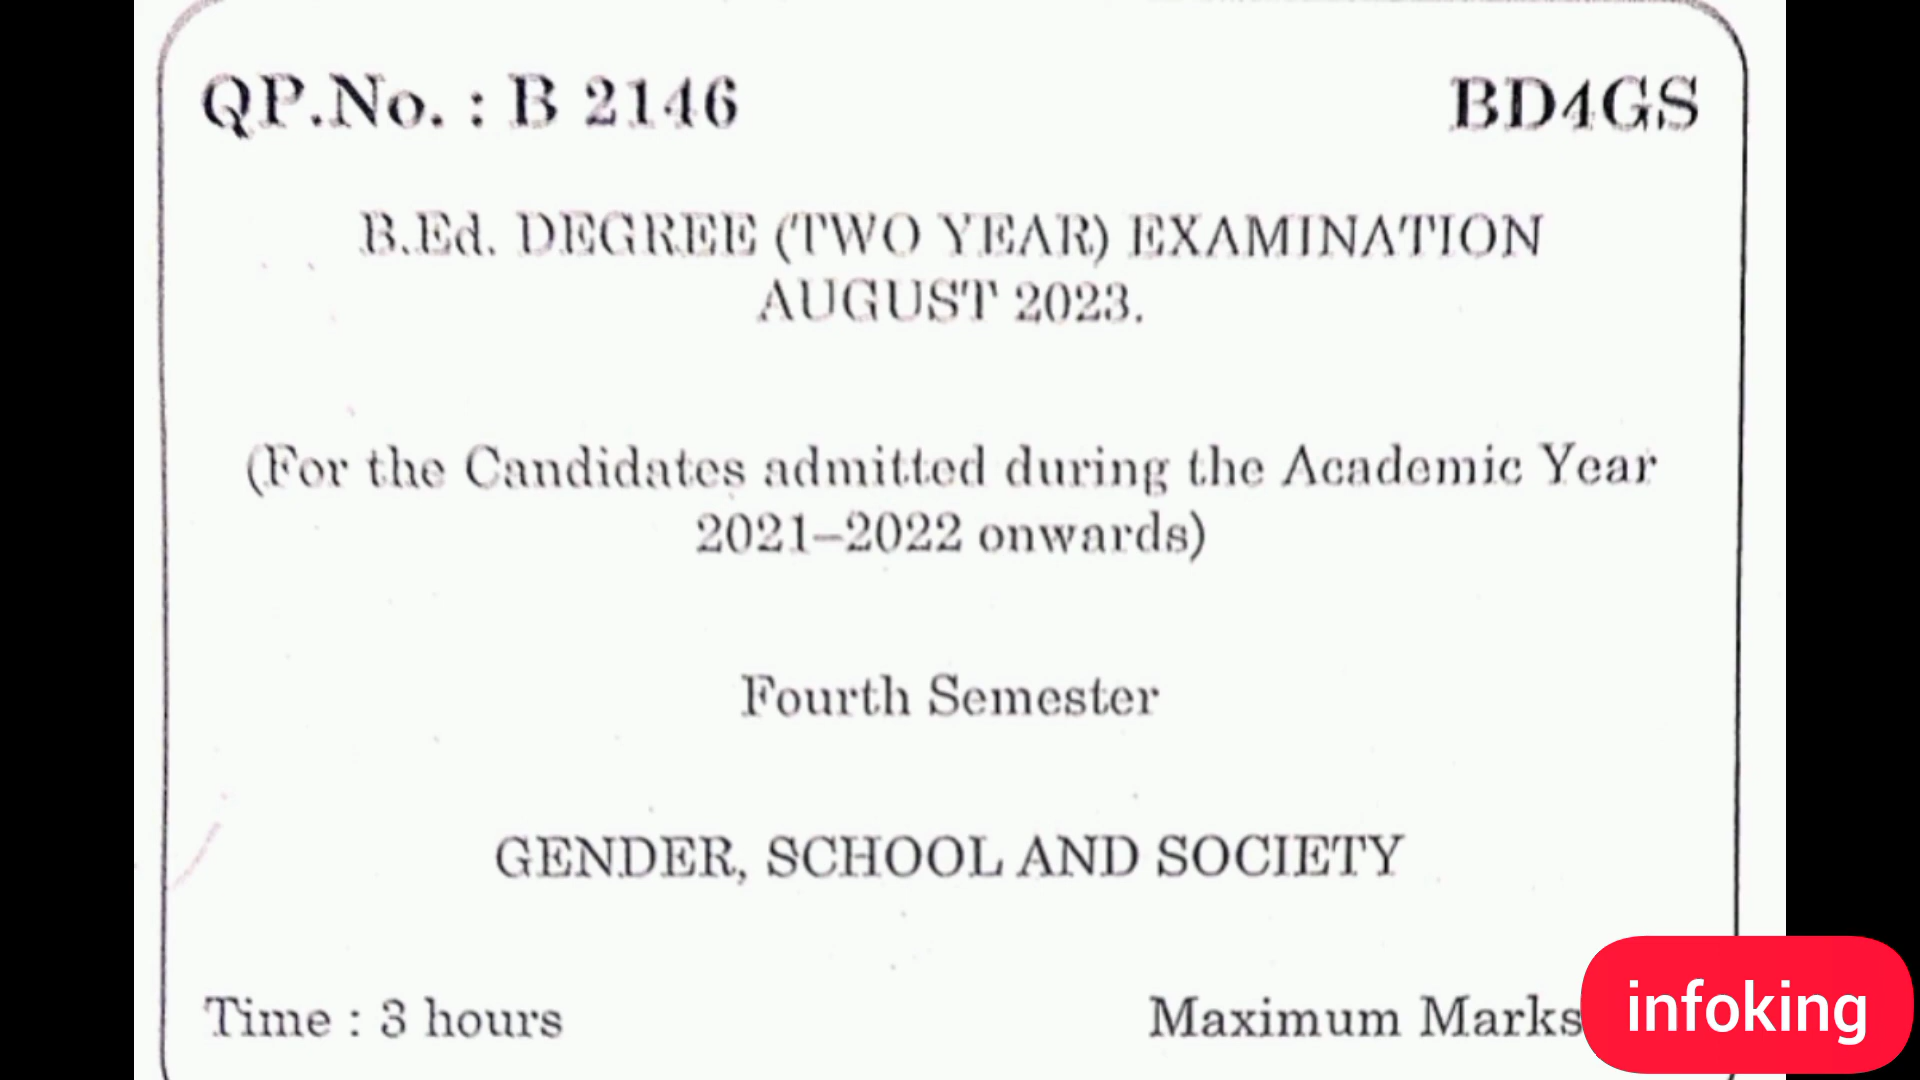 QP.No. : B 2146 BD4GS
B.Ed. DEGREE (TWO YEAR) EXAMINATION
AUGUST 2023.
(For the Candidates admitted during the Academic Year
2021–2022 onwards)
Fourth Semester
GENDER, SCHOOL AND SOCIETY
Time : 3 hours Maximum Marks
infoking